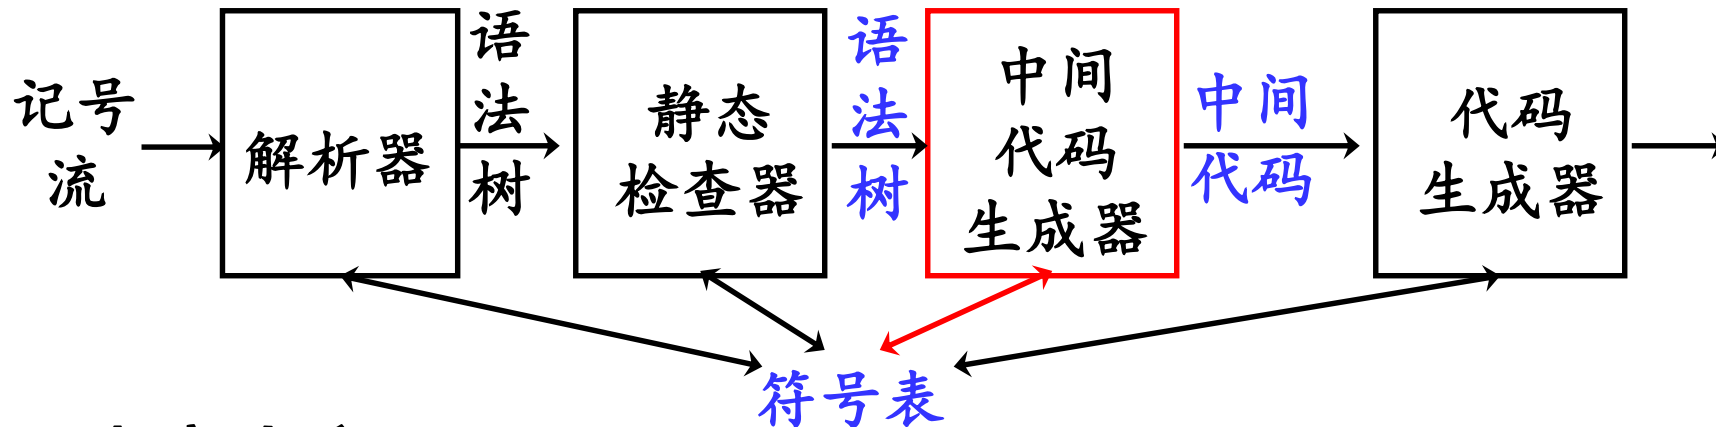 记号
流
解析器
语
法
树
静态
检查器
语
法
树
中间
代码
生成器
中间
代码
代码
生成器
符号表